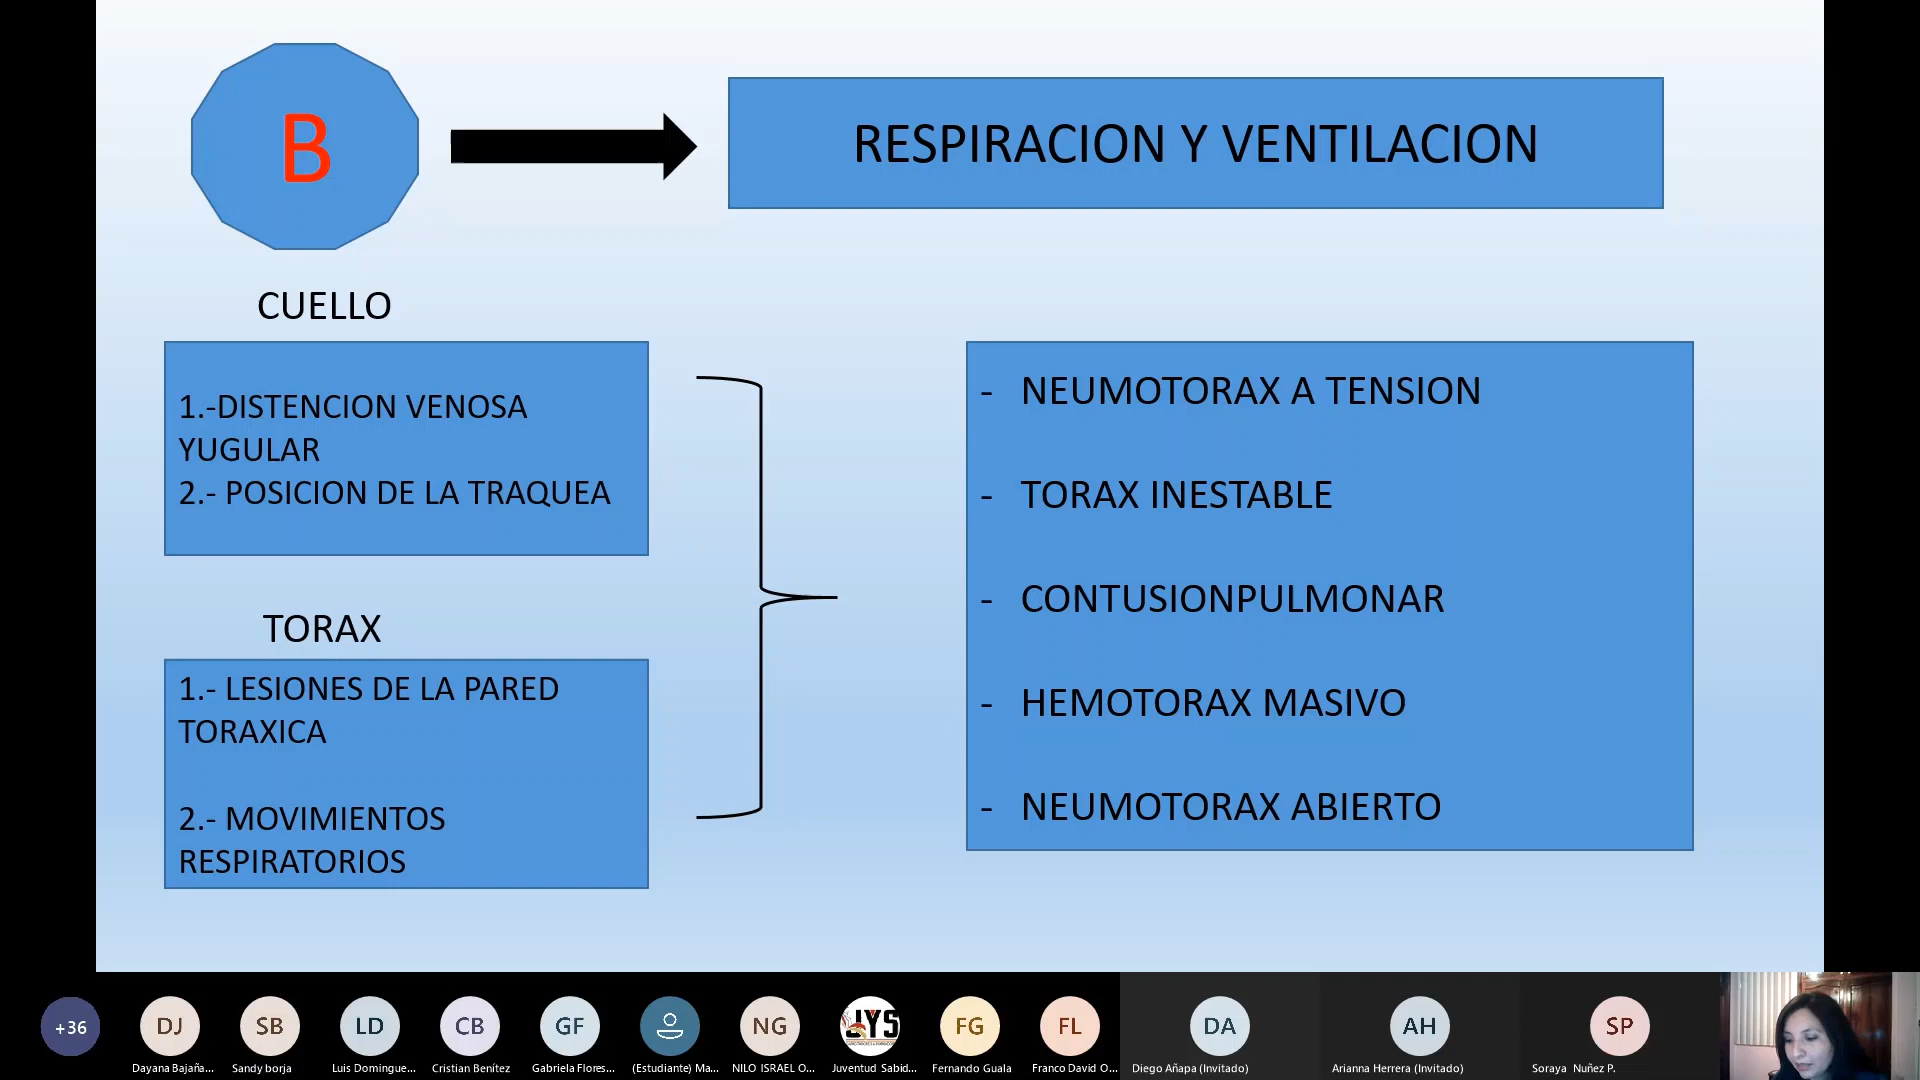 B
RESPIRACION Y VENTILACION
CUELLO
1.-DISTENCION VENOSA
YUGULAR
2.- POSICION DE LA TRAQUEA
TORAX
1.- LESIONES DE LA PARED
TORAXICA
2.- MOVIMIENTOS
RESPIRATORIOS
- NEUMOTORAX A TENSION
- TORAX INESTABLE
- CONTUSIONPULMONAR
- HEMOTORAX MASIVO
- NEUMOTORAX ABIERTO
+36
DJ
SB
LD
CB
GF
NG
JYS
FG
FL
DA
AH
SP
Dayana Bajaña...
Sandy borja
Luis Domingue...
Cristian Benítez
Gabriela Flores...
(Estudiante) Ma...
NILO ISRAEL O...
Juventud Sabid...
Fernando Guala
Franco David O...
Diego Añapa (Invitado)
Arianna Herrera (Invitado)
Soraya Nuñez P.